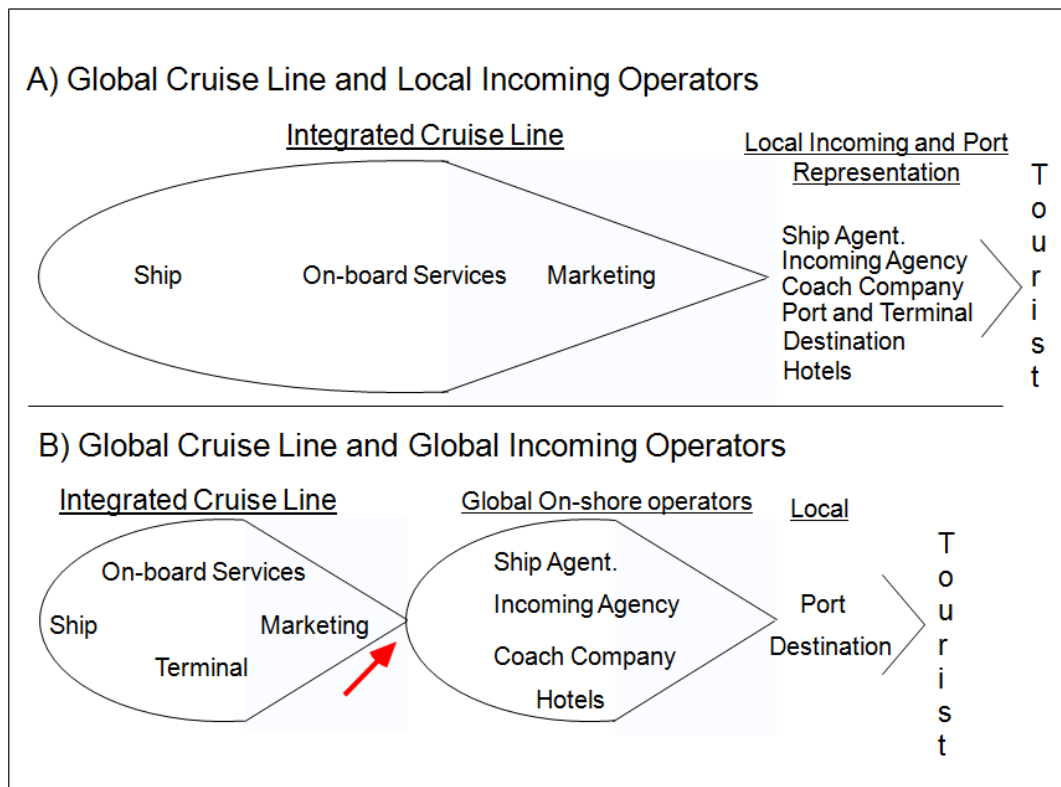 A) Global Cruise Line and Local Incoming Operators
Integrated Cruise Line
Local Incoming and Port
Representation
Ship
On-board Services
Marketing
Ship Agent.
Incoming Agency
Coach Company
Port and Terminal
Destination
Hotels
Tourist
B) Global Cruise Line and Global Incoming Operators
Integrated Cruise Line
Global On-shore operators
Local
On-board Services
Ship
Marketing
Terminal
Ship Agent.
Incoming Agency
Coach Company
Hotels
Port
Destination
Tourist